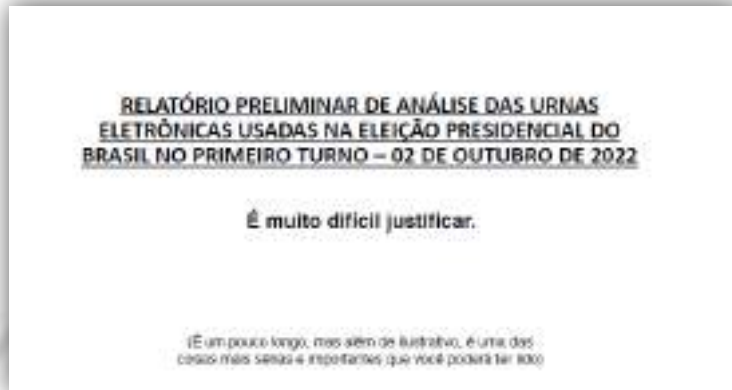 RELATÓRIO PRELIMINAR DE ANÁLISE DAS URNAS
ELETRÔNICAS USADAS NA ELEIÇÃO PRESIDENCIAL DO
BRASIL NO PRIMEIRO TURNO – 02 DE OUTUBRO DE 2022
É muito difícil justificar.
(É um pouco longo, mas além de ilustrativo, é uma das
coisas mais sérias e importantes que você poderá ter lido)